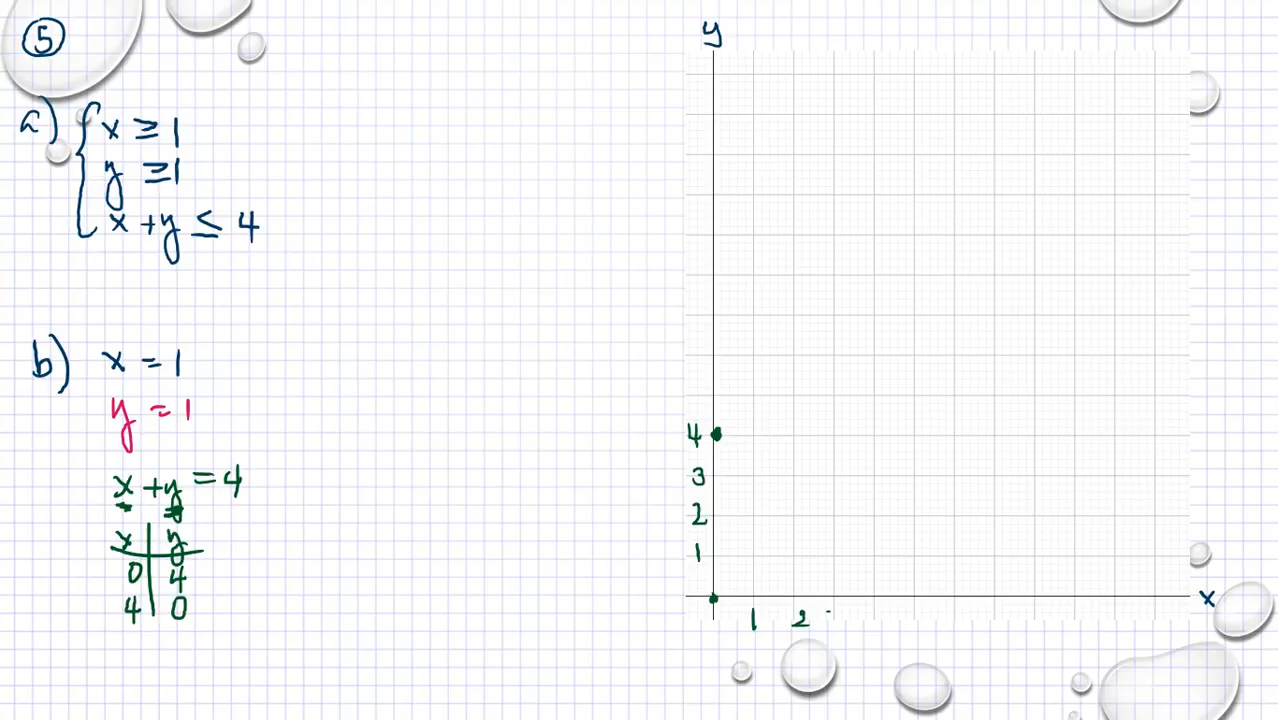 5
a) { x ≥ 1
y ≥ 1
x + y ≤ 4
b) x = 1
y = 1
x + y = 4
x | y
0 | 4
4 | 0
y
4
3
2
1
x
1 2